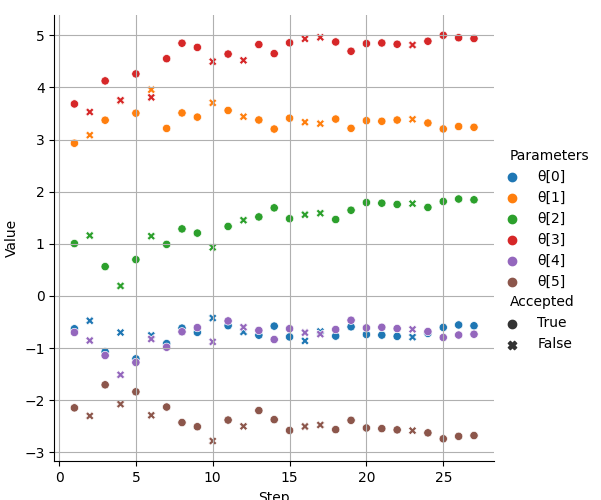 5
4
3
2
1
0
−1
−2
−3
Value
0
5
10
15
20
25
Step
Parameters
θ[0]
θ[1]
θ[2]
θ[3]
θ[4]
θ[5]
Accepted
True
False